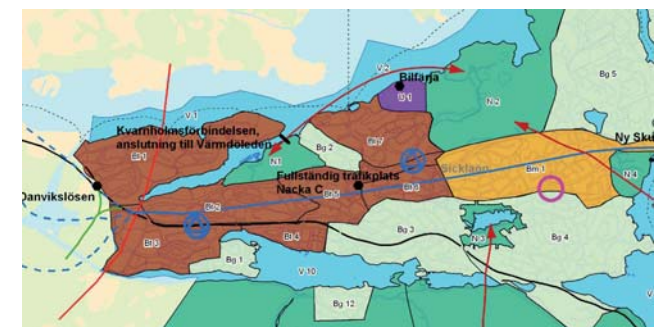 Bg 5
V-2
Bilfärja
U-1
N-2
V-1
Kvarnholmsförbindelsen,
anslutning till Värmdöleden
Bt-1
N-1
Bg 2
Bt-7
Ny Sku
Sicklaön
Fullständig trafikplats
Nacka C
Bt-5
Bt-6
Bm-1
N-4
Danvikslösen
Bt-2
Bt-3
Bt-4
Bg 3
N-3
Bg 4
Bg 1
V-10
Bg 12
V